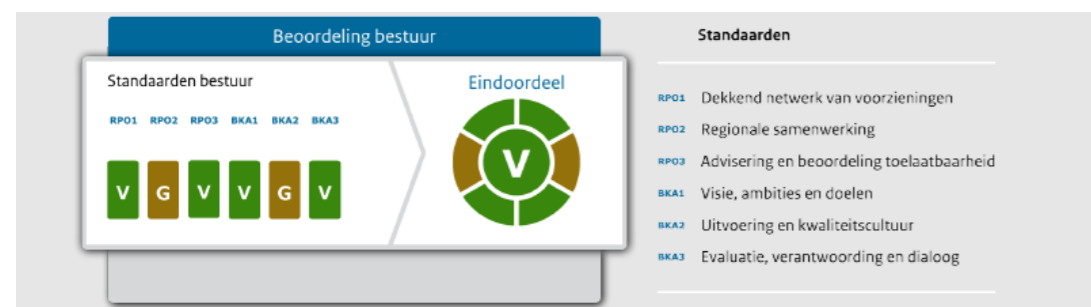 Beoordeling bestuur
Standaarden bestuur
RPO1 RPO2 RPO3 BKA1 BKA2 BKA3
V G V V G V
Eindoordeel
V
Standaarden
RPO1 Dekkend netwerk van voorzieningen
RPO2 Regionale samenwerking
RPO3 Advisering en beoordeling toelaatbaarheid
BKA1 Visie, ambities en doelen
BKA2 Uitvoering en kwaliteitscultuur
BKA3 Evaluatie, verantwoording en dialoog